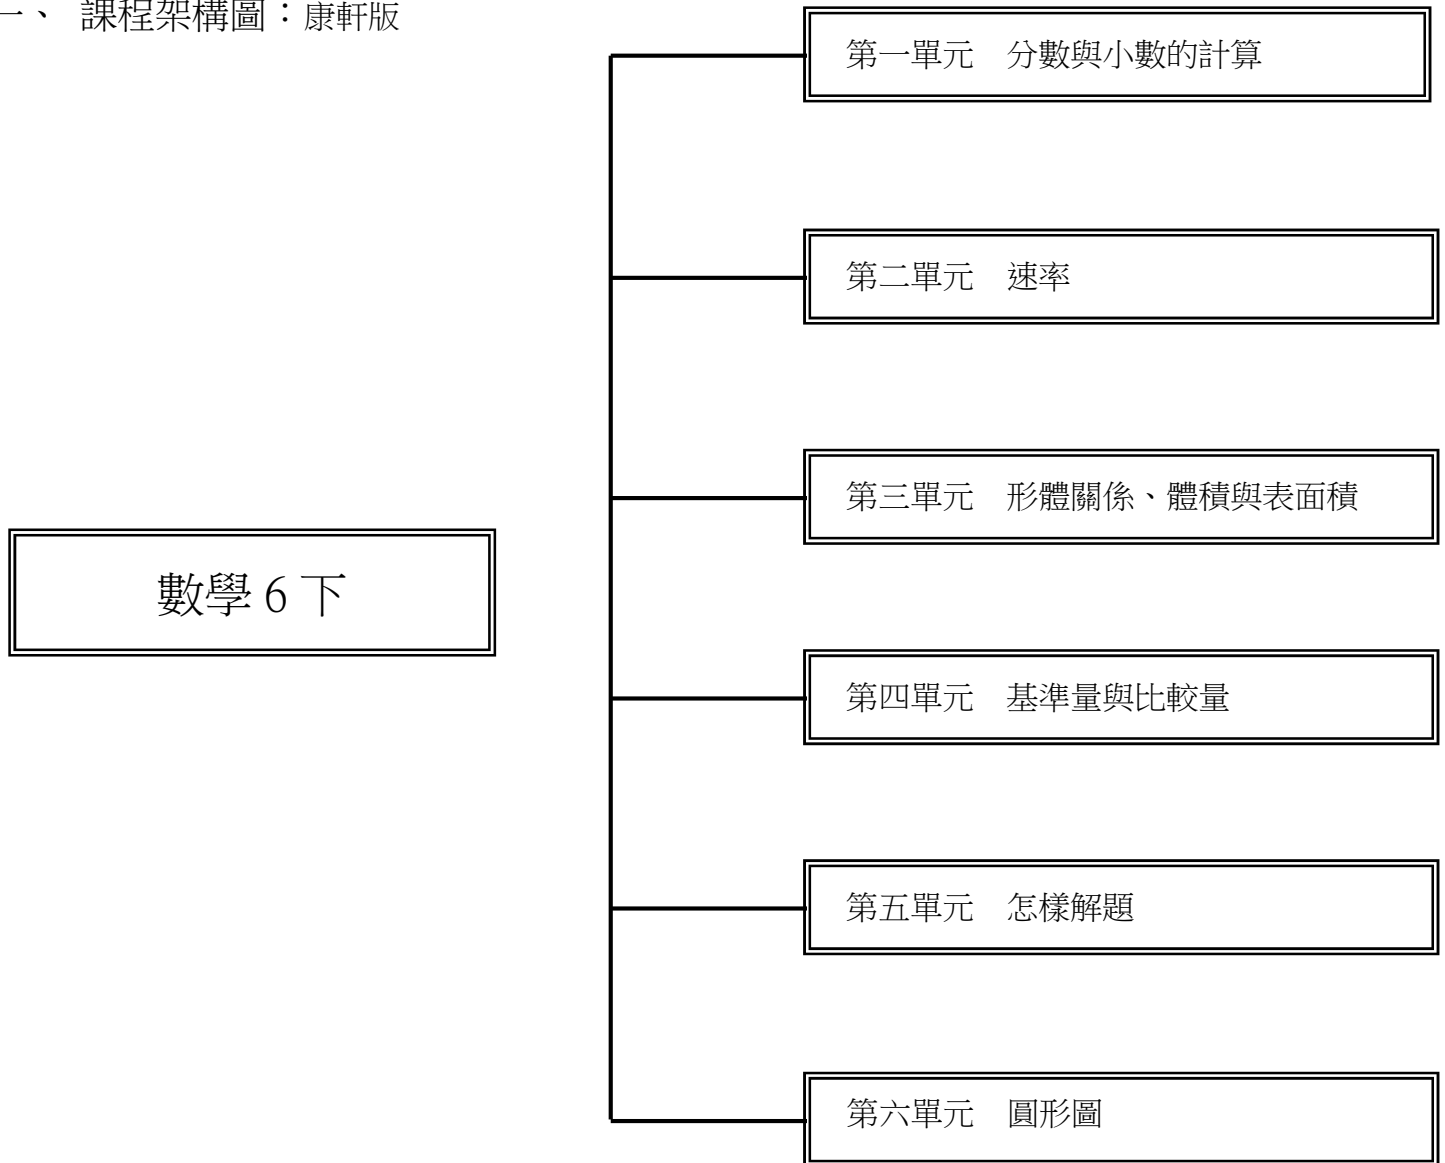 一、 課程架構圖：康軒版
第一單元　分數與小數的計算
第二單元　速率
第三單元　形體關係、體積與表面積
數學 6 下
第四單元　基準量與比較量
第五單元　怎樣解題
第六單元　圓形圖